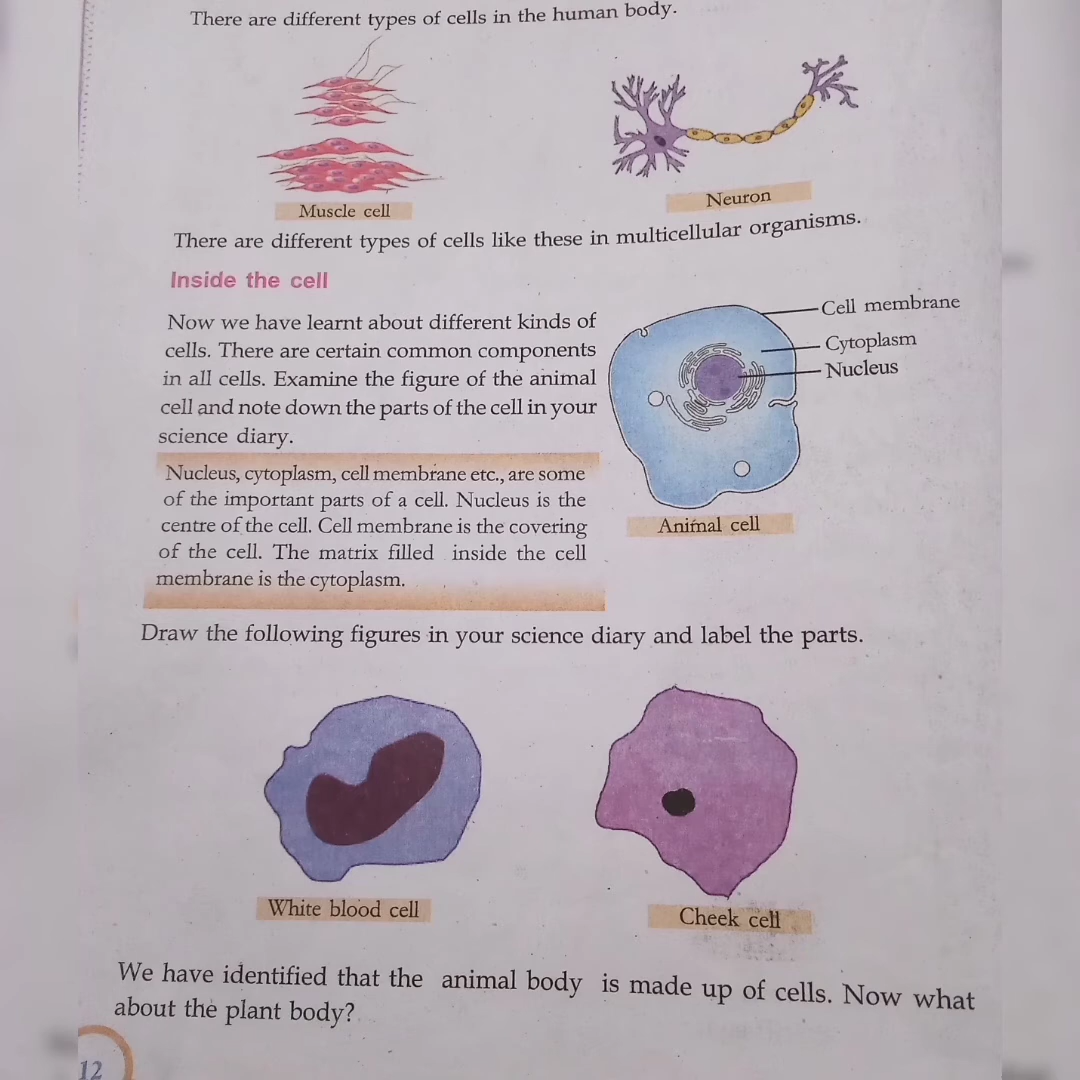 There are different types of cells in the human body.
Muscle cell
Neuron
There are different types of cells like these in multicellular organisms.
Inside the cell
Now we have learnt about different kinds of
cells. There are certain common components
in all cells. Examine the figure of the animal
cell and note down the parts of the cell in your
science diary.
Nucleus, cytoplasm, cell membrane etc., are some
of the important parts of a cell. Nucleus is the
centre of the cell. Cell membrane is the covering
of the cell. The matrix filled inside the cell
membrane is the cytoplasm.
Cell membrane
Cytoplasm
Nucleus
Animal cell
Draw the following figures in your science diary and label the parts.
White blood cell
Cheek cell
We have identified that the animal body is made up of cells. Now what
about the plant body?
12